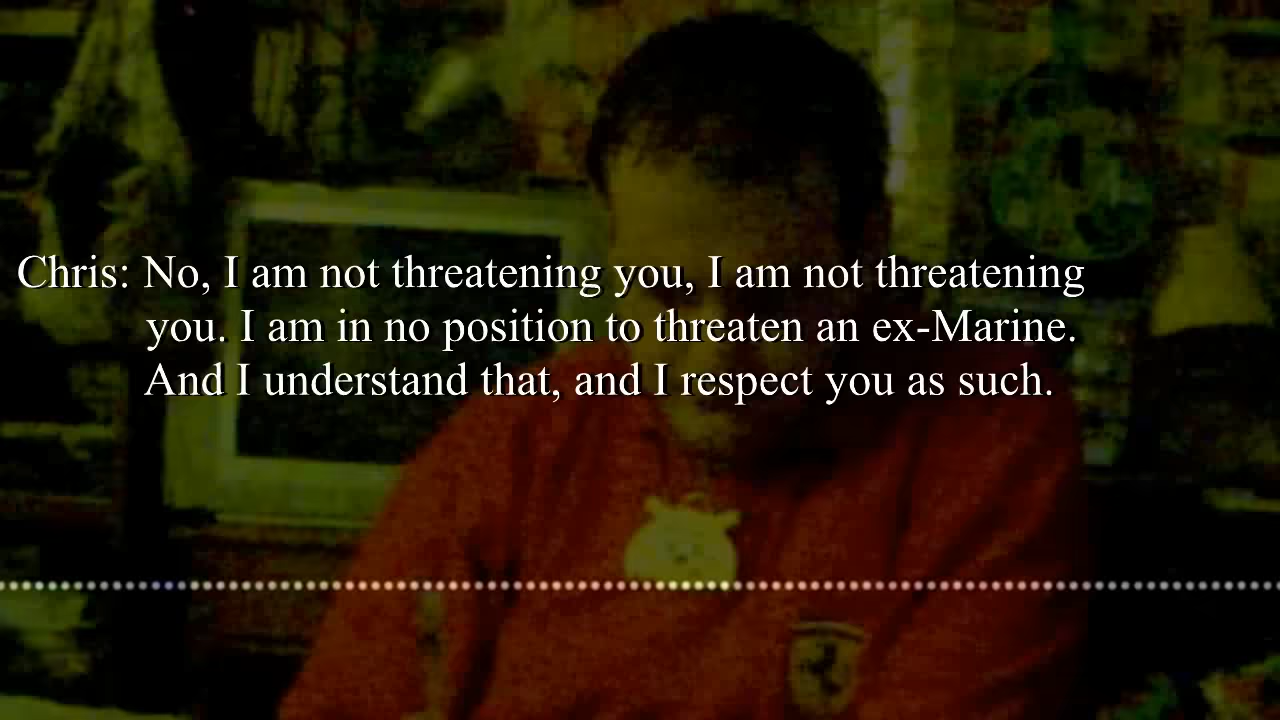 Chris: No, I am not threatening you, I am not threatening
you. I am in no position to threaten an ex-Marine.
And I understand that, and I respect you as such.